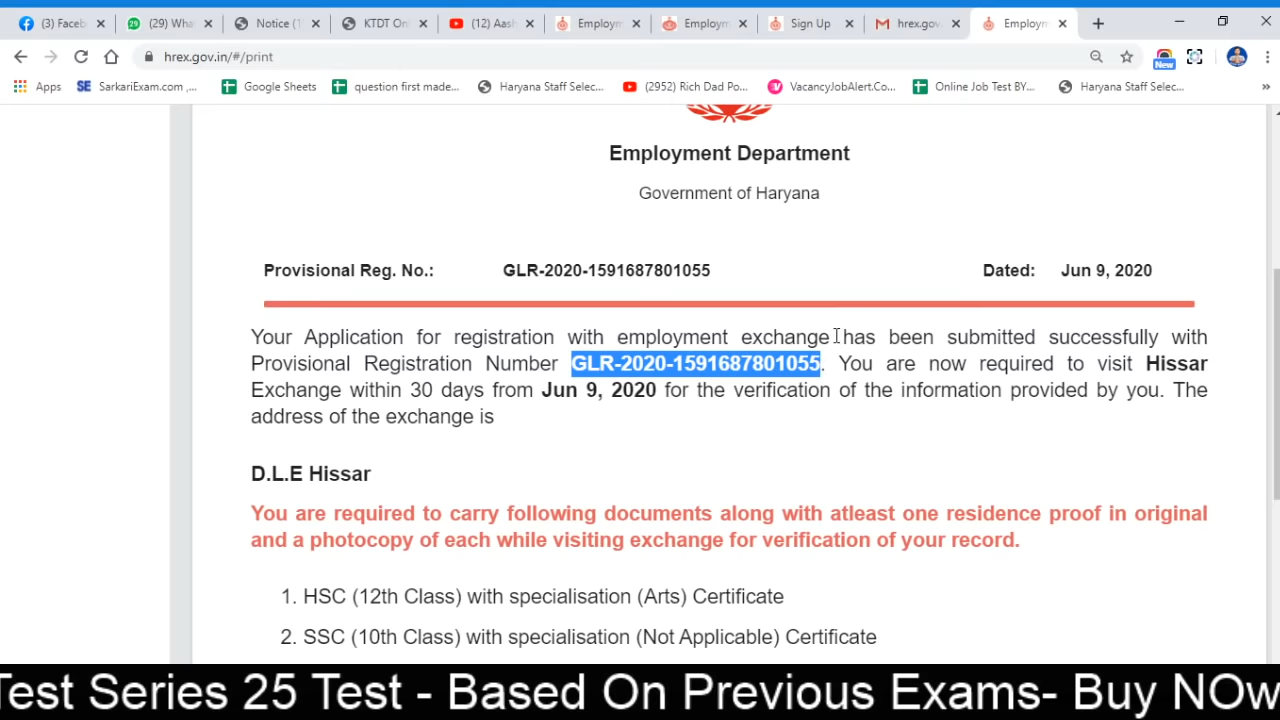 (3) Faceb
(29) Wha
Notice (1
KTDT On
(12) Aash
Employm
Employm
Sign Up
hrex.gov
Employm
hrex.gov.in/#/print
New
Apps
SarkariExam.com ,...
Google Sheets
question first made...
Haryana Staff Selec...
(2952) Rich Dad Po...
VacancyJobAlert.Co...
Online Job Test BY...
Haryana Staff Selec...
Employment Department
Government of Haryana
Provisional Reg. No.: GLR-2020-1591687801055 Dated: Jun 9, 2020
Your Application for registration with employment exchange has been submitted successfully with
Provisional Registration Number GLR-2020-1591687801055. You are now required to visit Hissar
Exchange within 30 days from Jun 9, 2020 for the verification of the information provided by you. The
address of the exchange is
D.L.E Hissar
You are required to carry following documents along with atleast one residence proof in original
and a photocopy of each while visiting exchange for verification of your record.
1. HSC (12th Class) with specialisation (Arts) Certificate
2. SSC (10th Class) with specialisation (Not Applicable) Certificate
Test Series 25 Test - Based On Previous Exams- Buy NOw